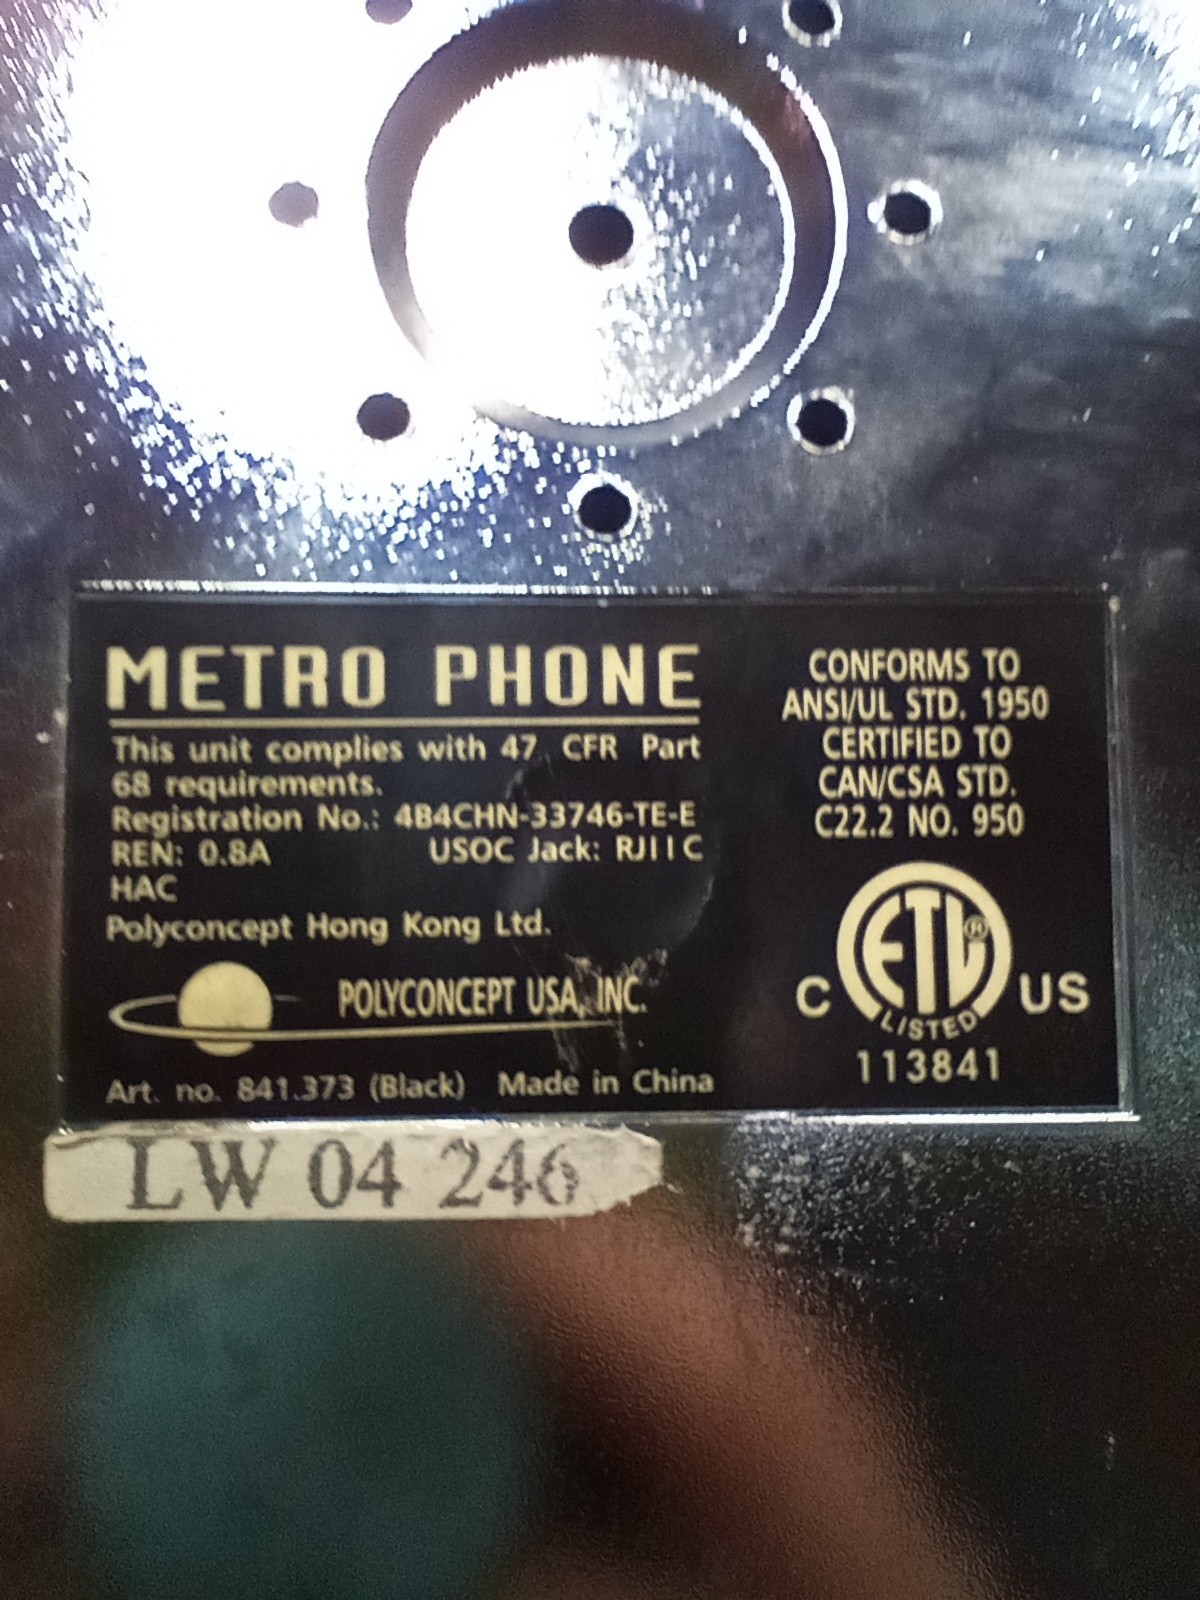 METRO PHONE
This unit complies with 47 CFR Part
68 requirements.
Registration No.: 4B4CHN-33746-TE-E
REN: 0.8A USOC Jack: RJ11C
HAC
Polyconcept Hong Kong Ltd.
POLYCONCEPT USA, INC.
Art. no. 841.373 (Black) Made in China
CONFORMS TO
ANSI/UL STD. 1950
CERTIFIED TO
CAN/CSA STD.
C22.2 NO. 950
C ETL® US
LISTED
113841
LW 04 246